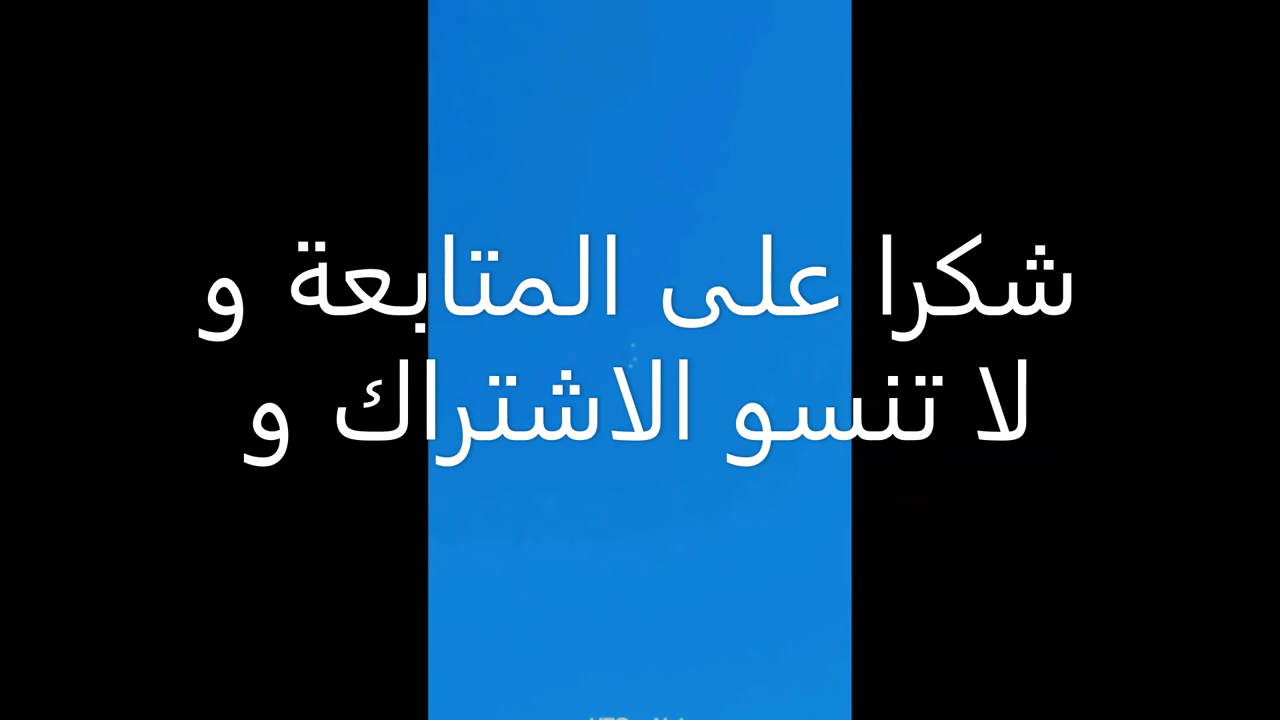 شكرا على المتابعة و
لا تنسو الاشتراك و